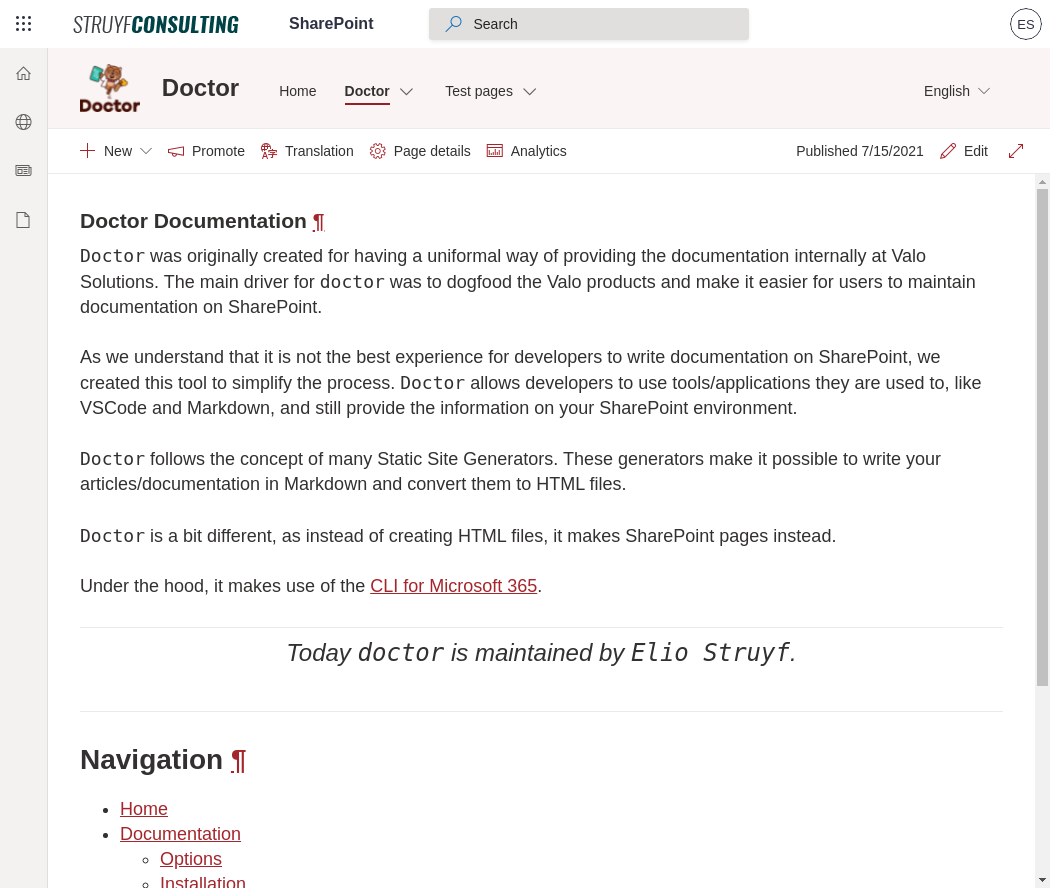 STRUYFCONSULTING SharePoint Search ES
Doctor Doctor Home Doctor Test pages English
New Promote Translation Page details Analytics Published 7/15/2021 Edit
Doctor Documentation ¶
Doctor was originally created for having a uniformal way of providing the documentation internally at Valo
Solutions. The main driver for doctor was to dogfood the Valo products and make it easier for users to maintain
documentation on SharePoint.
As we understand that it is not the best experience for developers to write documentation on SharePoint, we
created this tool to simplify the process. Doctor allows developers to use tools/applications they are used to, like
VSCode and Markdown, and still provide the information on your SharePoint environment.
Doctor follows the concept of many Static Site Generators. These generators make it possible to write your
articles/documentation in Markdown and convert them to HTML files.
Doctor is a bit different, as instead of creating HTML files, it makes SharePoint pages instead.
Under the hood, it makes use of the CLI for Microsoft 365.
Today doctor is maintained by Elio Struyf.
Navigation ¶
Home
Documentation
Options
Installation